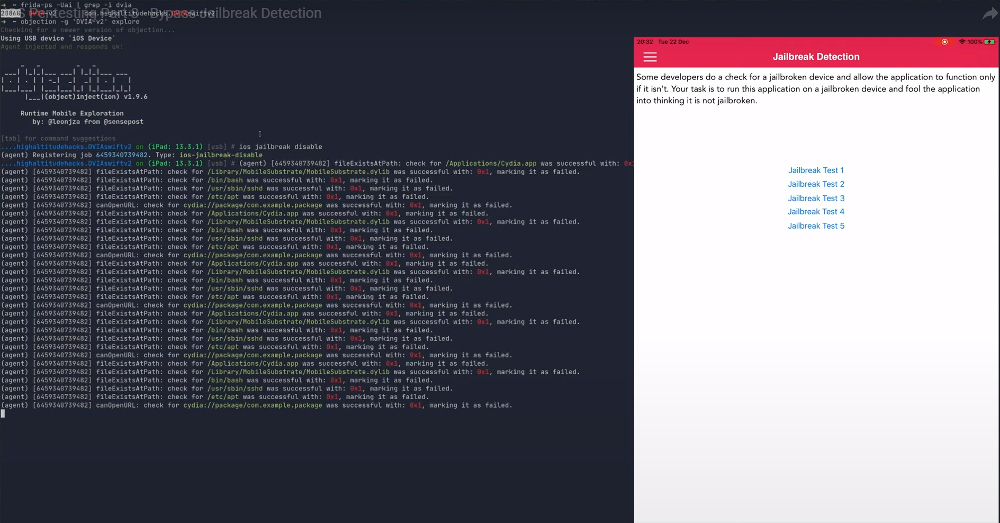 → ~ frida-ps -Uai | grep -i dvia
28860 DVIA-v2 com.highaltitudehacks.DVIAswiftv2
iOS Pentesting Part 8 - Bypass Jailbreak Detection
→ ~ objection -g 'DVIA-v2' explore
Checking for a newer version of objection...
Using USB device `iOS Device`
Agent injected and responds ok!
|___|(object)inject(ion) v1.9.6
Runtime Mobile Exploration
by: @leonjza from @sensepost
[tab] for command suggestions
....highaltitudehacks.DVIAswiftv2 on (iPad: 13.3.1) [usb] # ios jailbreak disable
(agent) Registering job 6459340739482. Type: ios-jailbreak-disable
....highaltitudehacks.DVIAswiftv2 on (iPad: 13.3.1) [usb] # (agent) [6459340739482] fileExistsAtPath: check for /Applications/Cydia.app was successful with: 0x1
(agent) [6459340739482] fileExistsAtPath: check for /Library/MobileSubstrate/MobileSubstrate.dylib was successful with: 0x1, marking it as failed.
(agent) [6459340739482] fileExistsAtPath: check for /bin/bash was successful with: 0x1, marking it as failed.
(agent) [6459340739482] fileExistsAtPath: check for /usr/sbin/sshd was successful with: 0x1, marking it as failed.
(agent) [6459340739482] fileExistsAtPath: check for /etc/apt was successful with: 0x1, marking it as failed.
(agent) [6459340739482] canOpenURL: check for cydia://package/com.example.package was successful with: 0x1, marking it as failed.
(agent) [6459340739482] fileExistsAtPath: check for /Applications/Cydia.app was successful with: 0x1, marking it as failed.
(agent) [6459340739482] fileExistsAtPath: check for /Library/MobileSubstrate/MobileSubstrate.dylib was successful with: 0x1, marking it as failed.
(agent) [6459340739482] fileExistsAtPath: check for /bin/bash was successful with: 0x1, marking it as failed.
(agent) [6459340739482] fileExistsAtPath: check for /usr/sbin/sshd was successful with: 0x1, marking it as failed.
(agent) [6459340739482] fileExistsAtPath: check for /etc/apt was successful with: 0x1, marking it as failed.
(agent) [6459340739482] canOpenURL: check for cydia://package/com.example.package was successful with: 0x1, marking it as failed.
(agent) [6459340739482] fileExistsAtPath: check for /Applications/Cydia.app was successful with: 0x1, marking it as failed.
(agent) [6459340739482] fileExistsAtPath: check for /Library/MobileSubstrate/MobileSubstrate.dylib was successful with: 0x1, marking it as failed.
(agent) [6459340739482] fileExistsAtPath: check for /bin/bash was successful with: 0x1, marking it as failed.
(agent) [6459340739482] fileExistsAtPath: check for /usr/sbin/sshd was successful with: 0x1, marking it as failed.
(agent) [6459340739482] fileExistsAtPath: check for /etc/apt was successful with: 0x1, marking it as failed.
(agent) [6459340739482] canOpenURL: check for cydia://package/com.example.package was successful with: 0x1, marking it as failed.
(agent) [6459340739482] fileExistsAtPath: check for /Applications/Cydia.app was successful with: 0x1, marking it as failed.
(agent) [6459340739482] fileExistsAtPath: check for /Library/MobileSubstrate/MobileSubstrate.dylib was successful with: 0x1, marking it as failed.
(agent) [6459340739482] fileExistsAtPath: check for /bin/bash was successful with: 0x1, marking it as failed.
(agent) [6459340739482] fileExistsAtPath: check for /usr/sbin/sshd was successful with: 0x1, marking it as failed.
(agent) [6459340739482] fileExistsAtPath: check for /etc/apt was successful with: 0x1, marking it as failed.
(agent) [6459340739482] canOpenURL: check for cydia://package/com.example.package was successful with: 0x1, marking it as failed.
(agent) [6459340739482] fileExistsAtPath: check for /Applications/Cydia.app was successful with: 0x1, marking it as failed.
(agent) [6459340739482] fileExistsAtPath: check for /Library/MobileSubstrate/MobileSubstrate.dylib was successful with: 0x1, marking it as failed.
(agent) [6459340739482] fileExistsAtPath: check for /bin/bash was successful with: 0x1, marking it as failed.
(agent) [6459340739482] fileExistsAtPath: check for /usr/sbin/sshd was successful with: 0x1, marking it as failed.
(agent) [6459340739482] fileExistsAtPath: check for /etc/apt was successful with: 0x1, marking it as failed.
(agent) [6459340739482] canOpenURL: check for cydia://package/com.example.package was successful with: 0x1, marking it as failed.
20:32 Tue 22 Dec
100%
Jailbreak Detection
Some developers do a check for a jailbroken device and allow the application to function only
if it isn't. Your task is to run this application on a jailbroken device and fool the application
into thinking it is not jailbroken.
Jailbreak Test 1
Jailbreak Test 2
Jailbreak Test 3
Jailbreak Test 4
Jailbreak Test 5